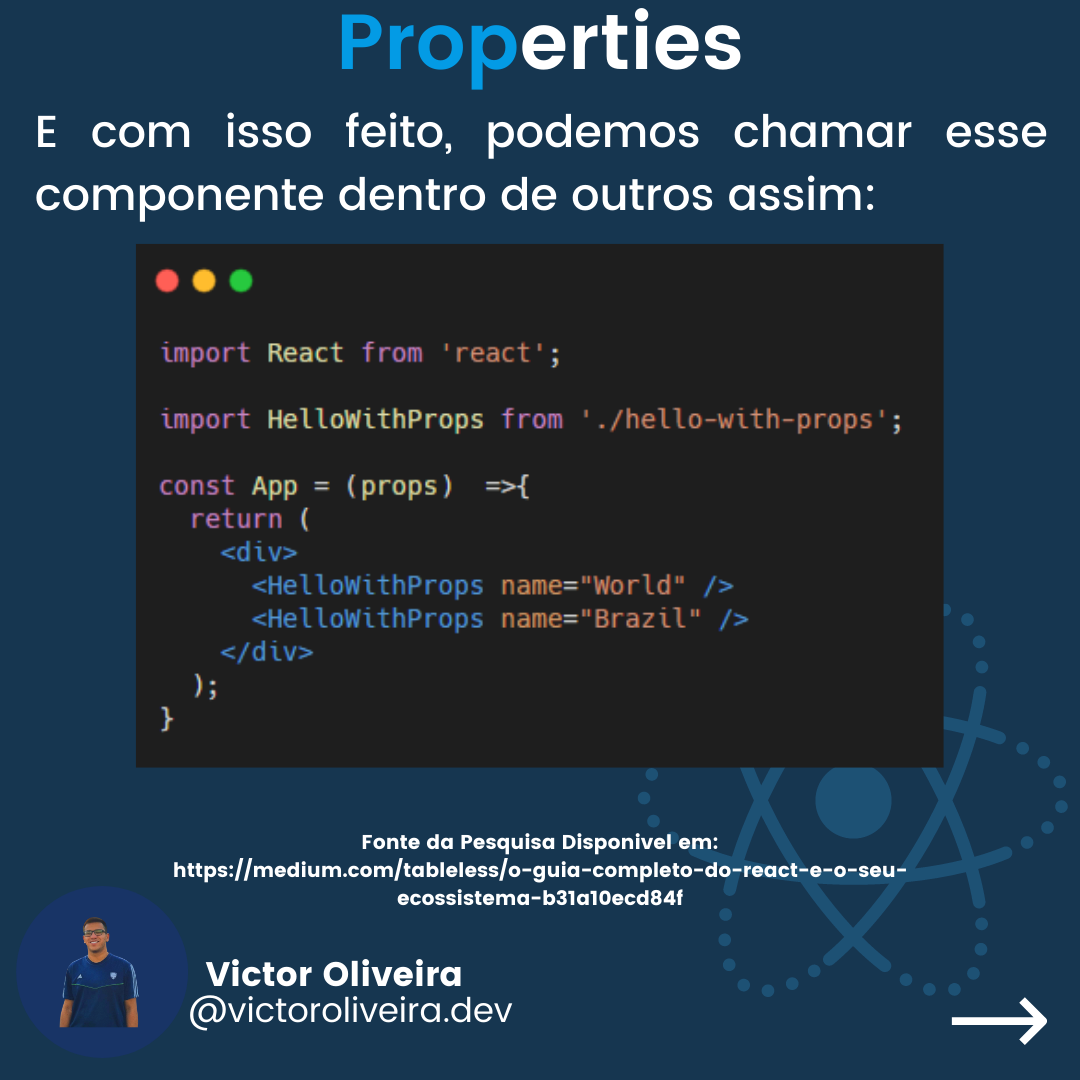 Properties
E com isso feito, podemos chamar esse
componente dentro de outros assim:
import React from 'react';
import HelloWithProps from './hello-with-props';
const App = (props)  =>{
  return (
    <div>
      <HelloWithProps name="World" />
      <HelloWithProps name="Brazil" />
    </div>
  );
}
Fonte da Pesquisa Disponivel em:
https://medium.com/tableless/o-guia-completo-do-react-e-o-seu-
ecossistema-b31a10ecd84f
Victor Oliveira
@victoroliveira.dev